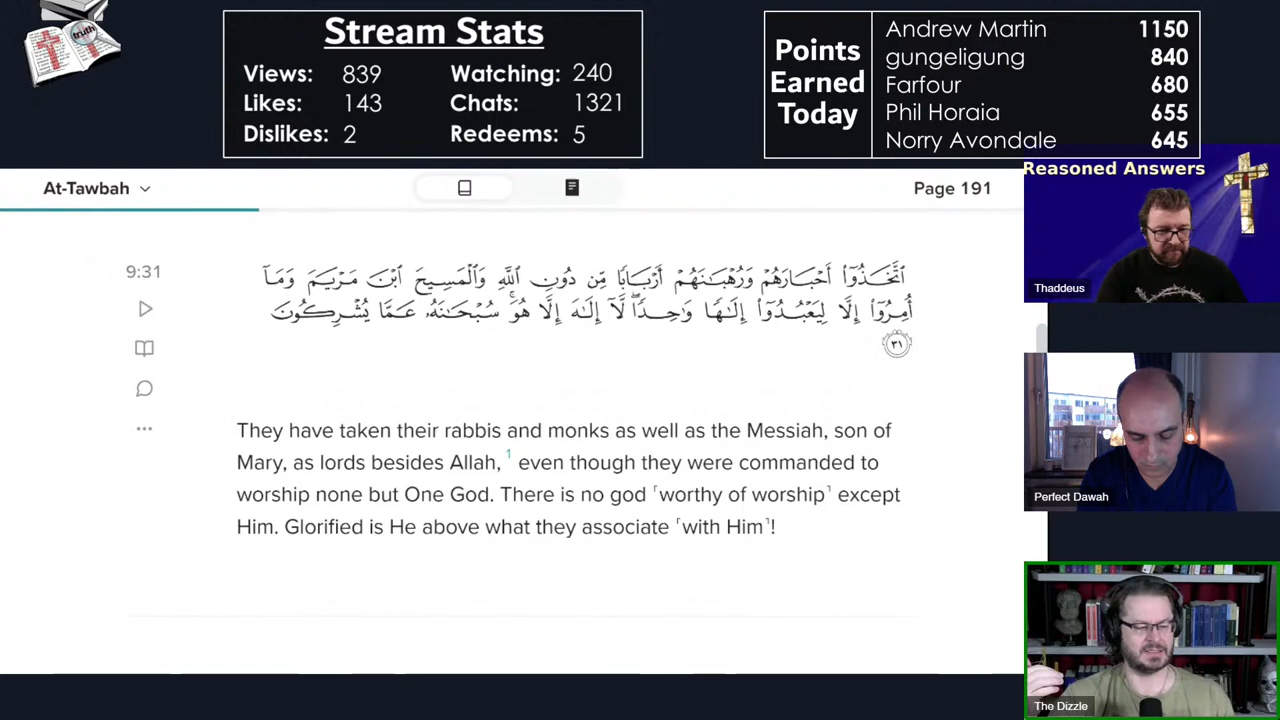 truth
Stream Stats
Views: 839 Watching: 240
Likes: 143 Chats: 1321
Dislikes: 2 Redeems: 5
Points
Earned
Today
Andrew Martin 1150
gungeligung 840
Farfour 680
Phil Horaia 655
Norry Avondale 645
At-Tawbah
Page 191
9:31
ٱتَّخَذُوٓا۟ أَحْبَارَهُمْ وَرُهْبَـٰنَهُمْ أَرْبَابًا مِّن دُونِ ٱللَّهِ وَٱلْمَسِيحَ ٱبْنَ مَرْيَمَ وَمَآ
أُمِرُوٓا۟ إِلَّا لِيَعْبُدُوٓا۟ إِلَـٰهًا وَٰحِدًا ۖ لَّآ إِلَـٰهَ إِلَّا هُوَ ۚ سُبْحَـٰنَهُۥ عَمَّا يُشْرِكُونَ
٣١
They have taken their rabbis and monks as well as the Messiah, son of
Mary, as lords besides Allah,1 even though they were commanded to
worship none but One God. There is no god ˹worthy of worship˺ except
Him. Glorified is He above what they associate ˹with Him˺!
Reasoned Answers
Thaddeus
Perfect Dawah
The Dizzle